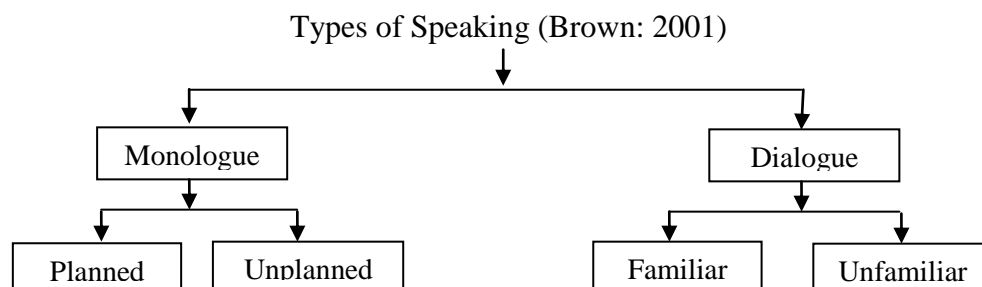 Types of Speaking (Brown: 2001)
Monologue
Dialogue
Planned
Unplanned
Familiar
Unfamiliar